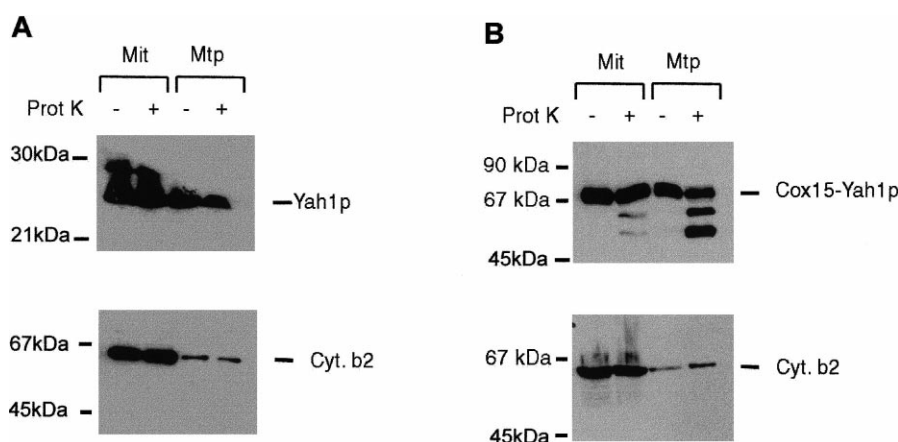 A
Mit Mtp
Prot K - + - +
30kDa
Yah1p
21kDa
67kDa
Cyt. b2
45kDa
B
Mit Mtp
Prot K - + - +
90 kDa
67 kDa
Cox15-Yah1p
45kDa
67 kDa
Cyt. b2
45kDa